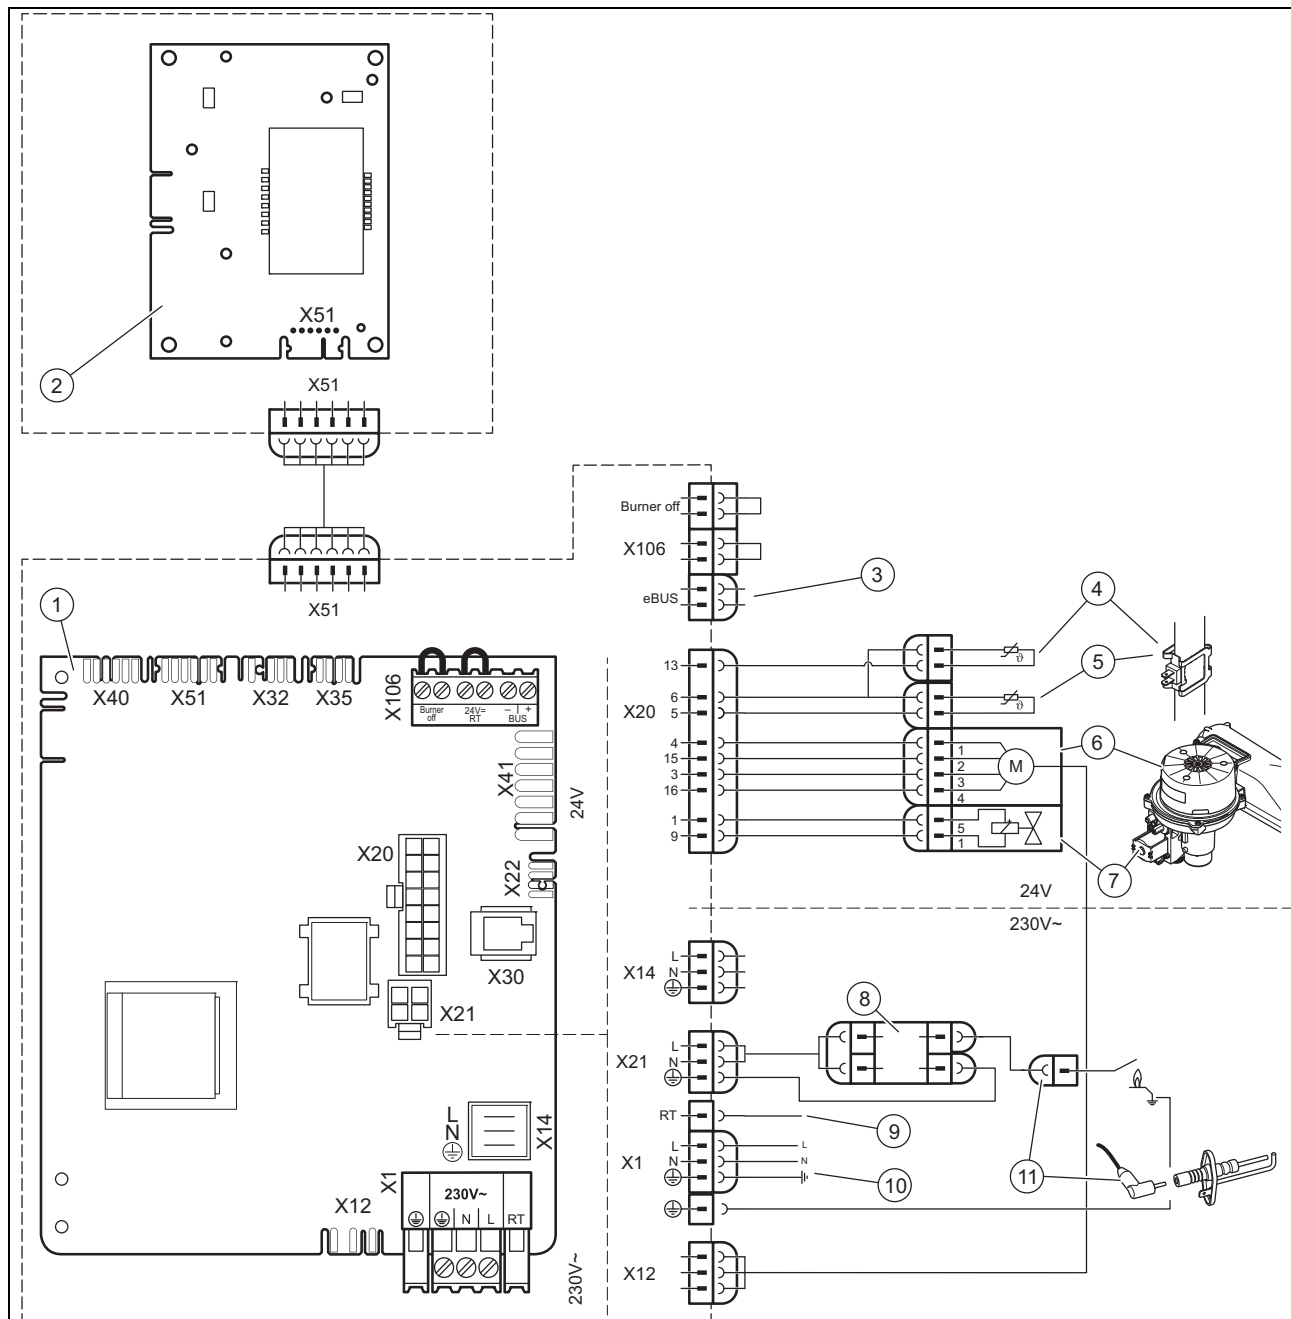 X51
2
X51
X51
1
X40
X51
X32
X35
X106
Burner off
24V= RT
– | +
BUS
X41
24V
X20
X22
X30
X21
L
N
X14
X1
230V~
N
L
RT
X12
230V~
Burner off
X106
eBUS
3
X20
13
6
5
4
15
3
16
1
9
1
2
3
4
5
1
M
ϑ
ϑ
4
5
6
7
24V
230V~
X14
L
N
X21
L
N
8
RT
9
X1
L
N
L
N
10
11
X12